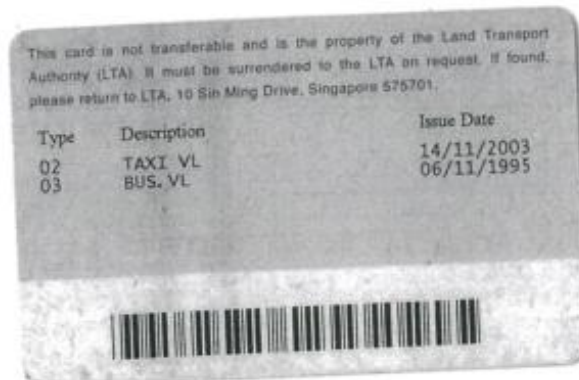 This card is not transferable and is the property of the Land Transport
Authority (LTA). It must be surrendered to the LTA on request. If found,
please return to LTA, 10 Sin Ming Drive, Singapore 575701.
Type Description Issue Date
02 TAXI VL 14/11/2003
03 BUS. VL 06/11/1995